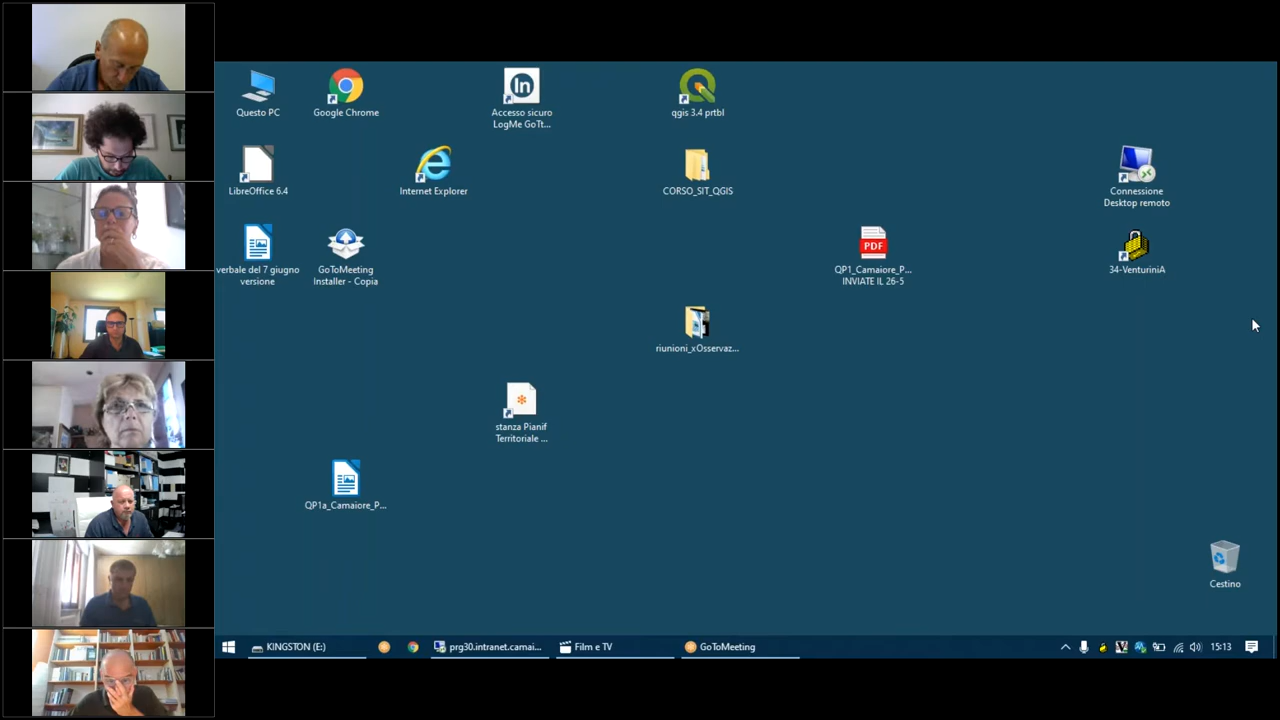 Questo PC
Google Chrome
Accesso sicuro
LogMe GoTt...
qgis 3.4 prtbl
LibreOffice 6.4
Internet Explorer
CORSO_SIT_QGIS
Connessione
Desktop remoto
verbale del 7 giugno
versione
GoToMeeting
Installer - Copia
PDF
QP1_Camaiore_P...
INVIATE IL 26-5
34-VenturiniA
riunioni_xOsservaz...
stanza Pianif
Territoriale ...
QP1a_Camaiore_P...
Cestino
KINGSTON (E:)
prg30.intranet.camai...
Film e TV
GoToMeeting
15:13